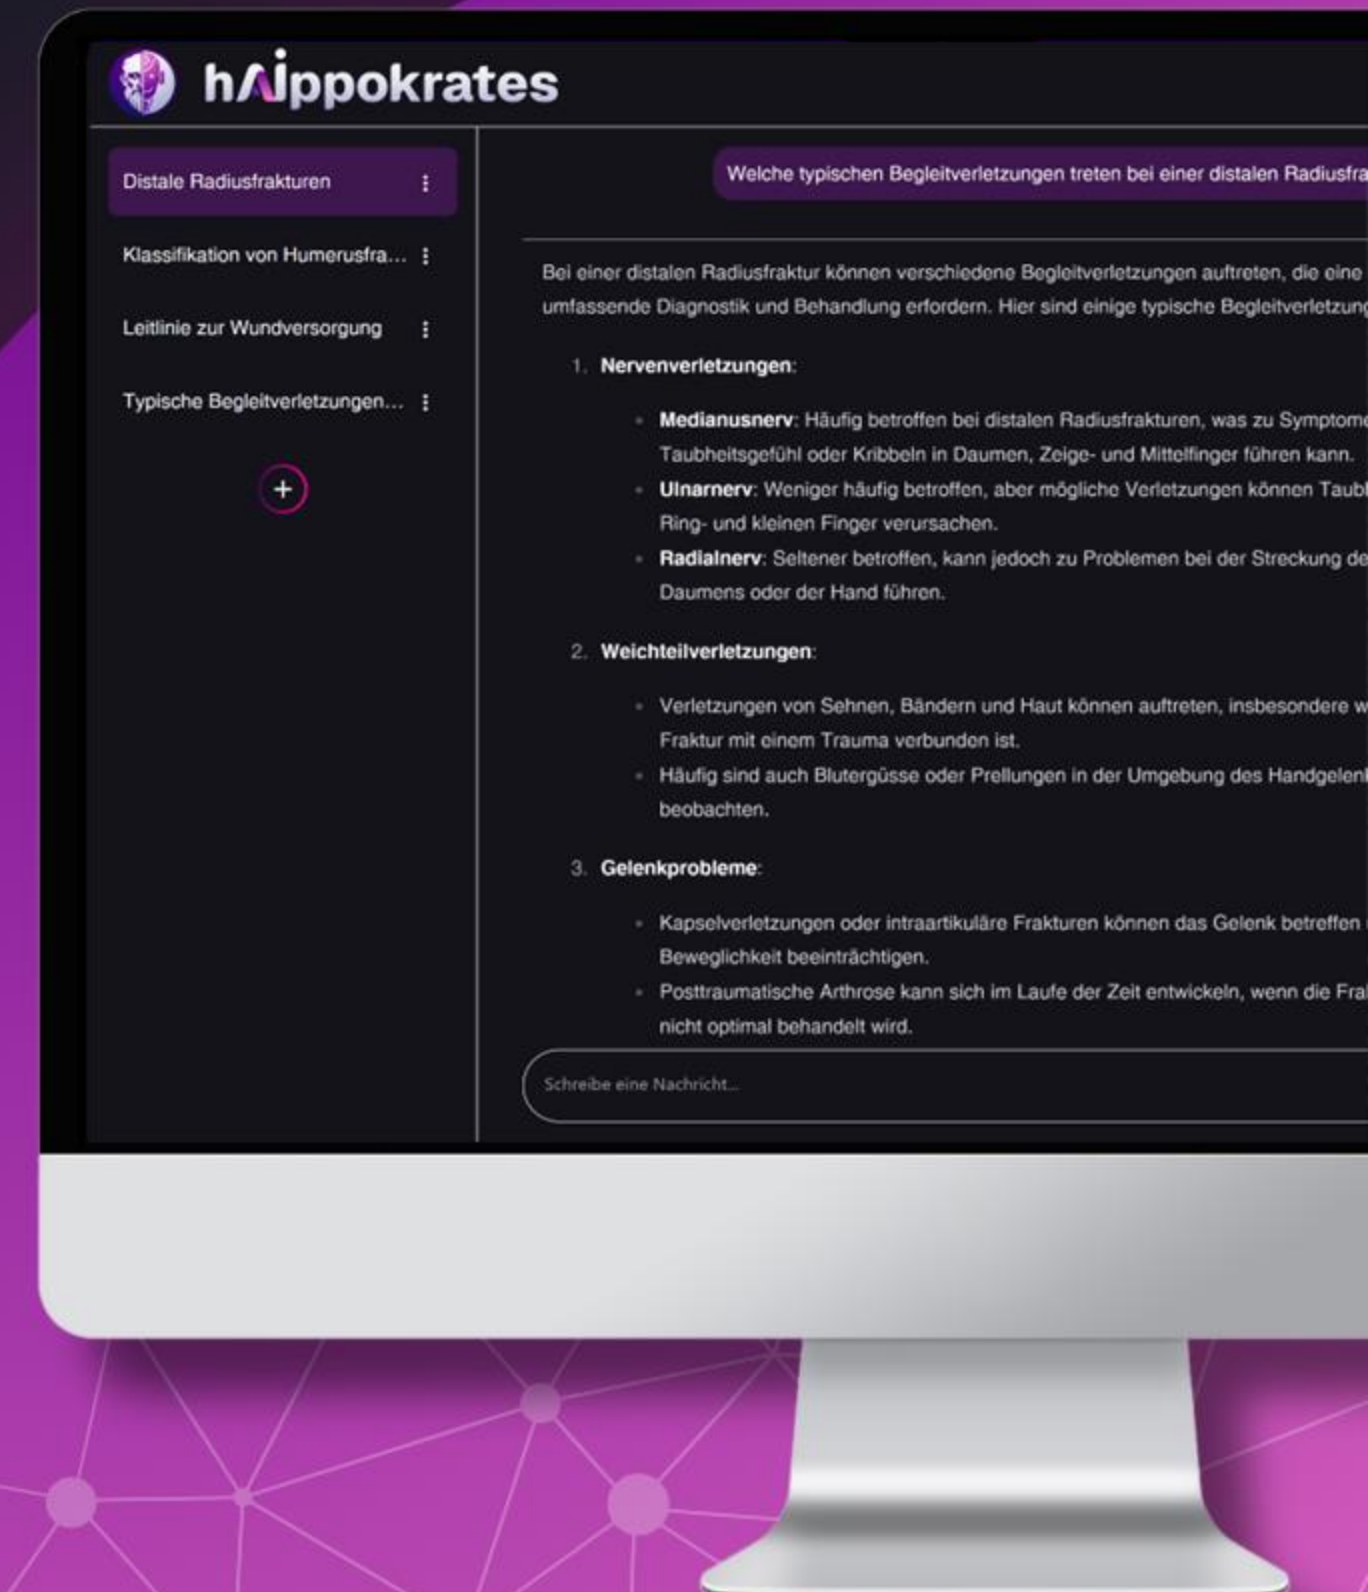 hAippokrates
Distale Radiusfrakturen
Klassifikation von Humerusfra...
Leitlinie zur Wundversorgung
Typische Begleitverletzungen...
+
Welche typischen Begleitverletzungen treten bei einer distalen Radiusfra
Bei einer distalen Radiusfraktur können verschiedene Begleitverletzungen auftreten, die eine
umfassende Diagnostik und Behandlung erfordern. Hier sind einige typische Begleitverletzung
1. Nervenverletzungen:
Medianusnerv: Häufig betroffen bei distalen Radiusfrakturen, was zu Symptome
Taubheitsgefühl oder Kribbeln in Daumen, Zeige- und Mittelfinger führen kann.
Ulnarnerv: Weniger häufig betroffen, aber mögliche Verletzungen können Taubh
Ring- und kleinen Finger verursachen.
Radialnerv: Seltener betroffen, kann jedoch zu Problemen bei der Streckung de
Daumens oder der Hand führen.
2. Weichteilverletzungen:
Verletzungen von Sehnen, Bändern und Haut können auftreten, insbesondere w
Fraktur mit einem Trauma verbunden ist.
Häufig sind auch Blutergüsse oder Prellungen in der Umgebung des Handgelenk
beobachten.
3. Gelenkprobleme:
Kapselverletzungen oder intraartikuläre Frakturen können das Gelenk betreffen
Beweglichkeit beeinträchtigen.
Posttraumatische Arthrose kann sich im Laufe der Zeit entwickeln, wenn die Frak
nicht optimal behandelt wird.
Schreibe eine Nachricht...